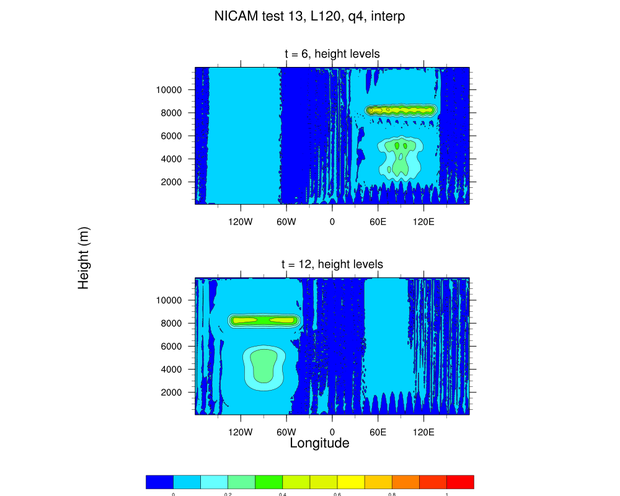 NICAM test 13, L120, q4, interp
t = 6, height levels
10000
8000
6000
4000
2000
120W 60W 0 60E 120E
Height (m)
t = 12, height levels
10000
8000
6000
4000
2000
120W 60W 0 60E 120E
Longitude
0 0.2 0.4 0.6 0.8 1